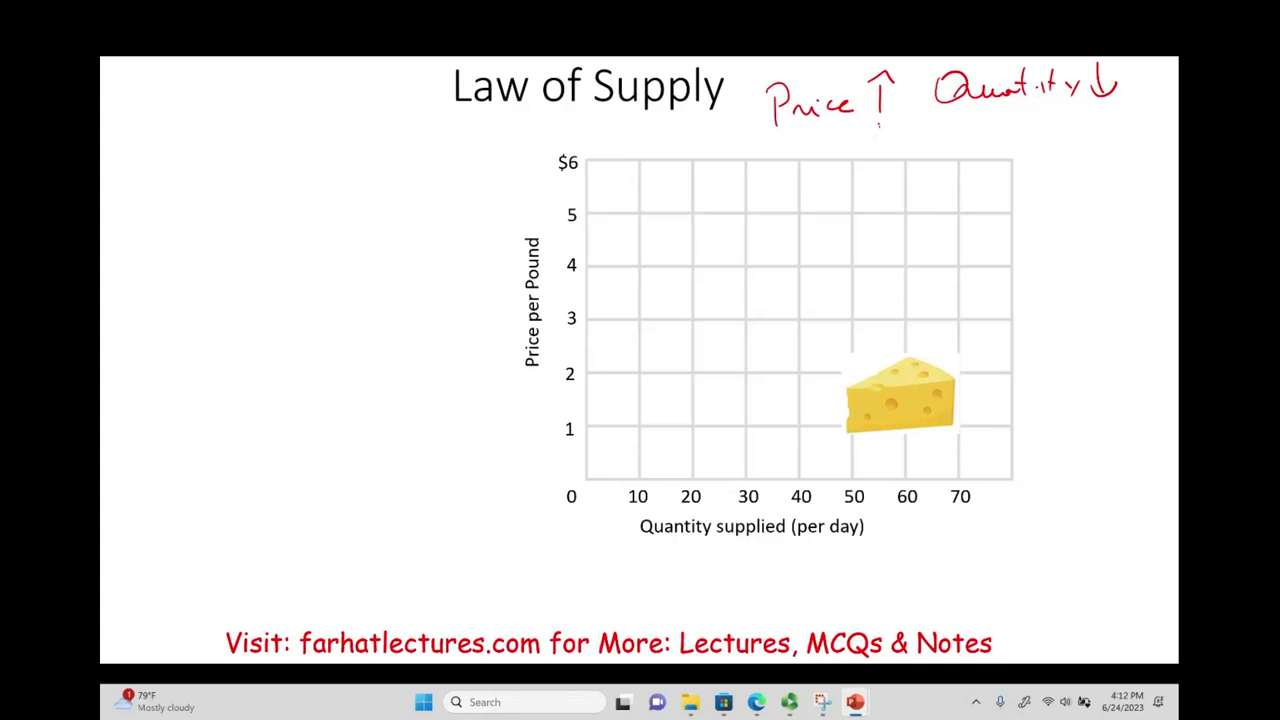 Law of Supply
Price ↑ Quantity ↓
$6
5
4
3
2
1
0 10 20 30 40 50 60 70
Price per Pound
Quantity supplied (per day)
Visit: farhatlectures.com for More: Lectures, MCQs & Notes
1
79°F
Mostly cloudy
Search
4:12 PM
6/24/2023